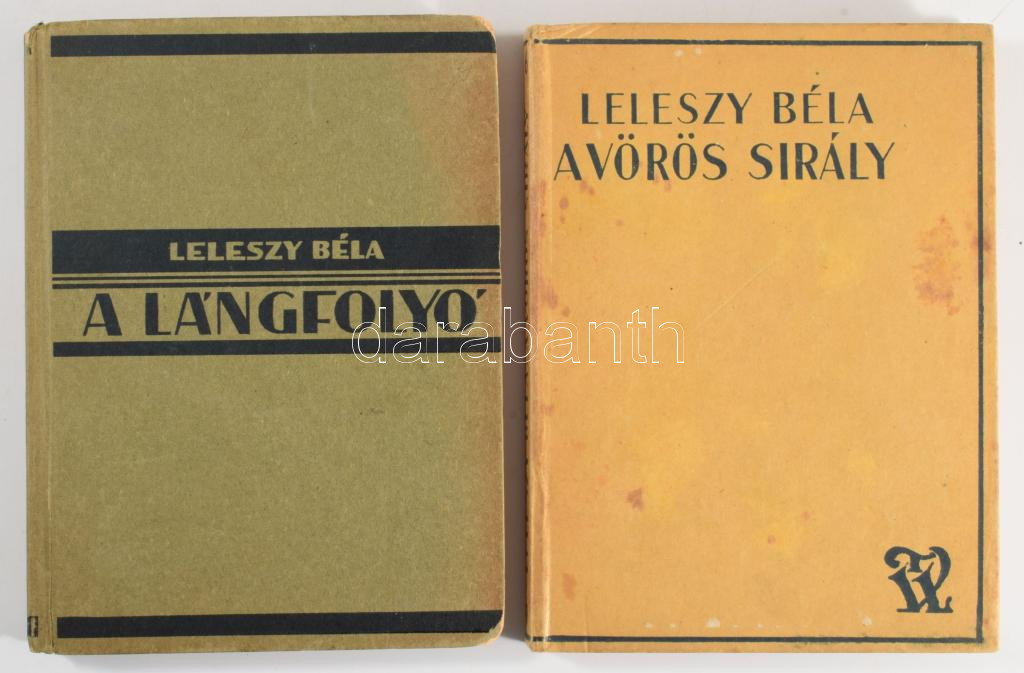 LELESZY BÉLA
A LÁNGFOLYÓ
LELESZY BÉLA
A VÖRÖS SIRÁLY
darabanth